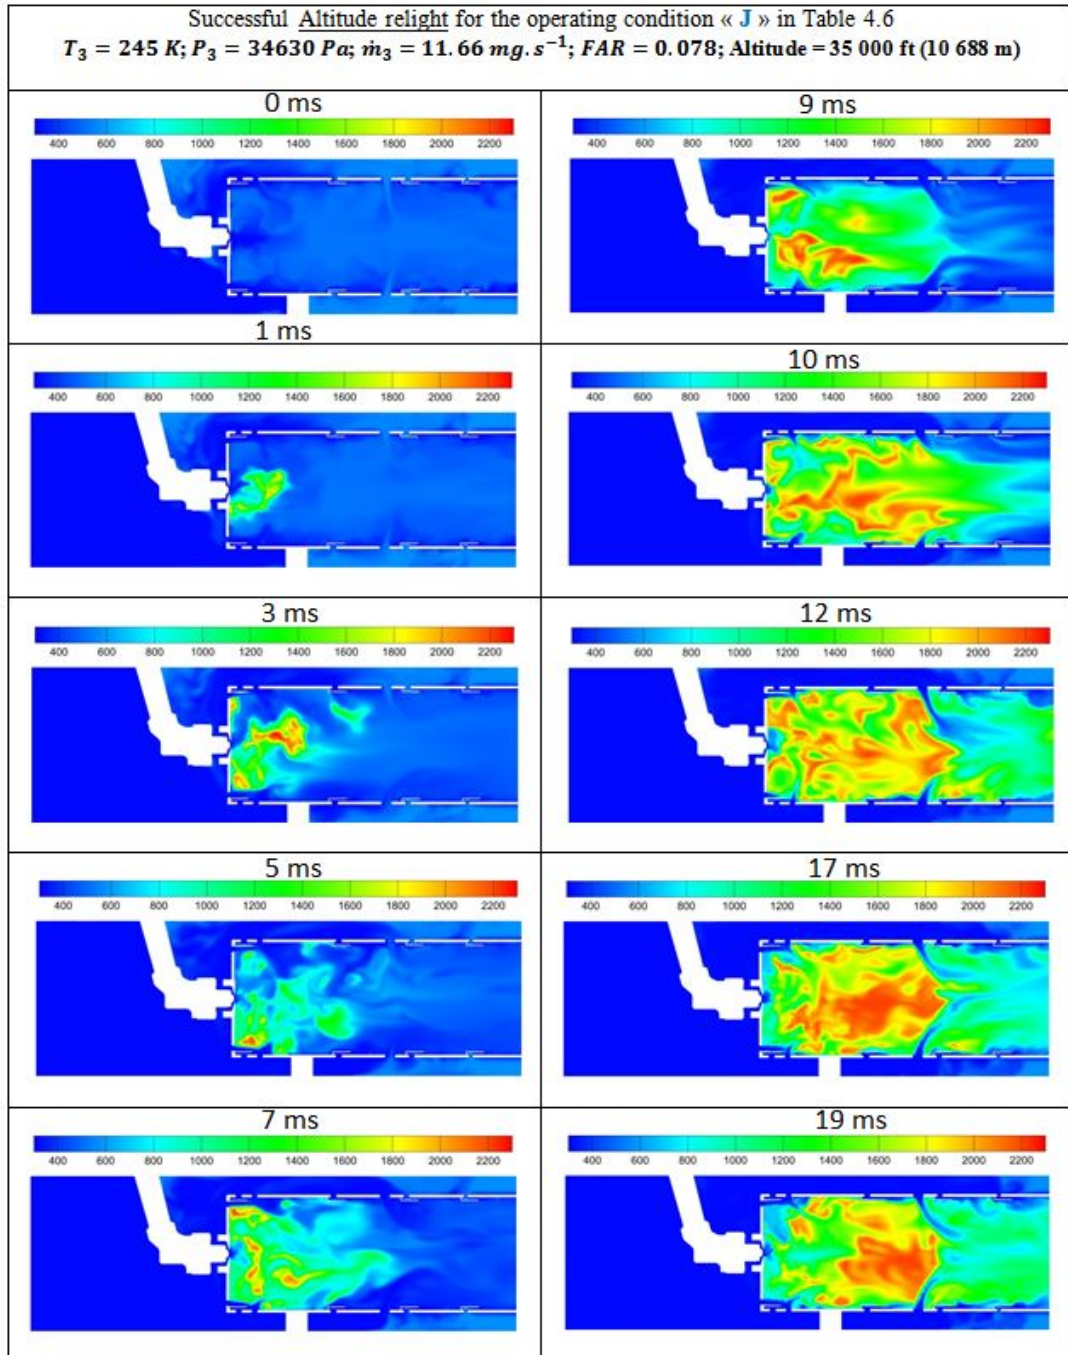 Successful Altitude relight for the operating condition « J » in Table 4.6
T₃ = 245 K; P₃ = 34630 Pa; ṁ₃ = 11.66 mg.s⁻¹; FAR = 0.078; Altitude = 35 000 ft (10 688 m)
0 ms
400 600 800 1000 1200 1400 1600 1800 2000 2200
9 ms
400 600 800 1000 1200 1400 1600 1800 2000 2200
1 ms
400 600 800 1000 1200 1400 1600 1800 2000 2200
10 ms
400 600 800 1000 1200 1400 1600 1800 2000 2200
3 ms
400 600 800 1000 1200 1400 1600 1800 2000 2200
12 ms
400 600 800 1000 1200 1400 1600 1800 2000 2200
5 ms
400 600 800 1000 1200 1400 1600 1800 2000 2200
17 ms
400 600 800 1000 1200 1400 1600 1800 2000 2200
7 ms
400 600 800 1000 1200 1400 1600 1800 2000 2200
19 ms
400 600 800 1000 1200 1400 1600 1800 2000 2200